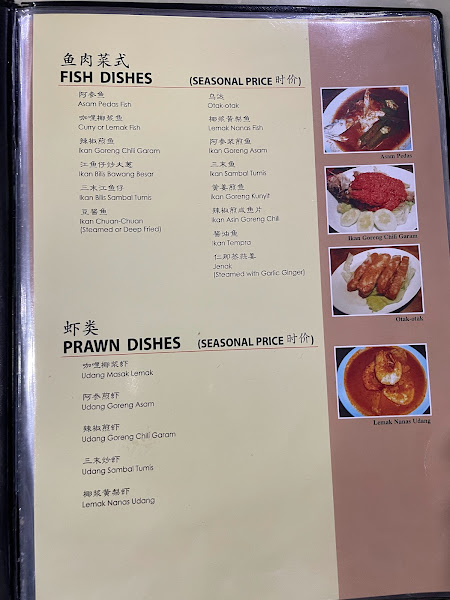 鱼肉菜式
FISH DISHES (SEASONAL PRICE 时价)
阿参鱼
Asam Pedas Fish
咖喱椰浆鱼
Curry or Lemak Fish
辣椒煎鱼
Ikan Goreng Chili Garam
江鱼仔炒大葱
Ikan Bilis Bawang Besar
三末江鱼仔
Ikan Bilis Sambal Tumis
豆酱鱼
Ikan Chuan-Chuan
(Steamed or Deep Fried)
乌达
Otak-otak
椰浆黄梨鱼
Lemak Nanas Fish
阿参煎鱼
Ikan Goreng Asam
三末鱼
Ikan Sambal Tumis
黄姜煎鱼
Ikan Goreng Kunyit
辣椒煎咸鱼片
Ikan Asin Goreng Chili
酱油鱼
Ikan Tempra
Jenak
(Steamed with Garlic Ginger)
Asam Pedas
Ikan Goreng Chili Garam
Otak-otak
虾类
PRAWN DISHES (SEASONAL PRICE 时价)
咖喱椰浆虾
Udang Masak Lemak
阿参煎虾
Udang Goreng Asam
辣椒煎虾
Udang Goreng Chili Garam
三末炒虾
Udang Sambal Tumis
椰浆黄梨虾
Lemak Nanas Udang
Lemak Nanas Udang